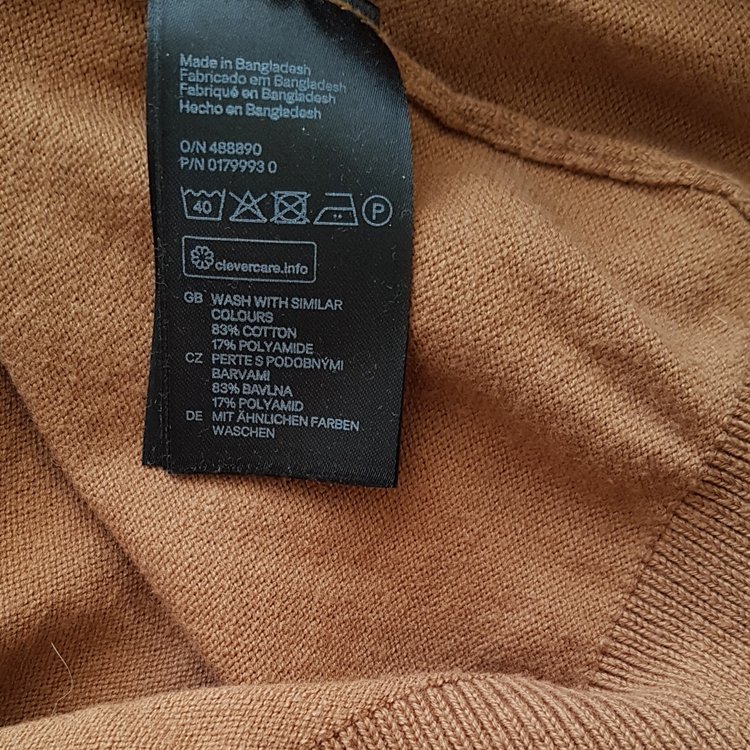 Made in Bangladesh
Fabricado em Bangladesh
Fabriqué en Bangladesh
Hecho en Bangladesh
O/N 488890
P/N 0179993 0
40 P
clevercare.info
GB WASH WITH SIMILAR
COLOURS
83% COTTON
17% POLYAMIDE
CZ PERTE S PODOBNÝMI
BARVAMI
83% BAVLNA
17% POLYAMID
DE MIT ÄHNLICHEN FARBEN
WASCHEN